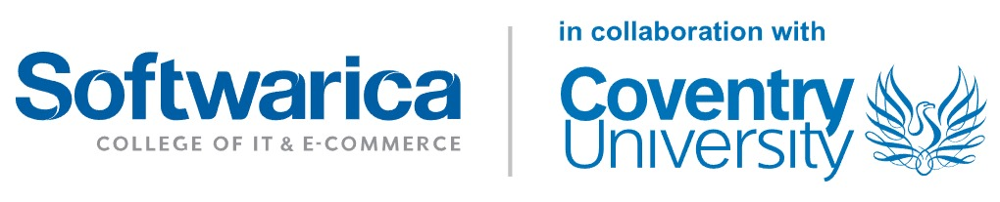 Softwarica
COLLEGE OF IT & E-COMMERCE
in collaboration with
Coventry
University